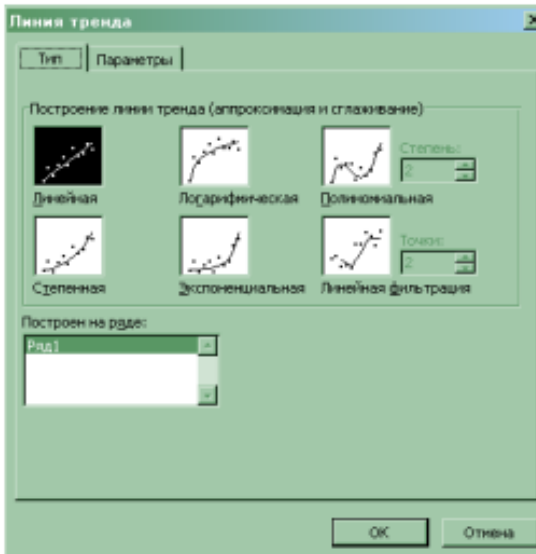 Линия тренда
Тип Параметры
Построение линии тренда (аппроксимация и сглаживание)
Степень:
2
Линейная Логарифмическая Полиномиальная
Точки:
2
Степенная Экспоненциальная Линейная фильтрация
Построен на ряде:
Ряд1
ОК Отмена